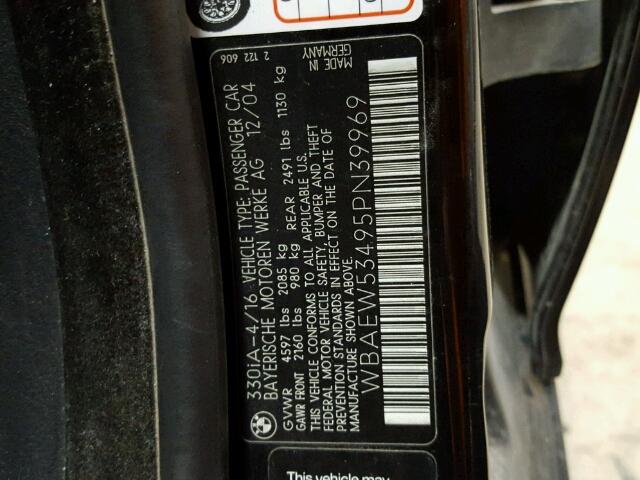 330iA-4/16 VEHICLE TYPE: PASSENGER CAR
BAYERISCHE MOTOREN WERKE AG 12/04
GVWR 4597 lbs 2085 kg
GAWR FRONT 2160 lbs 980 kg REAR 2491 lbs 1130 kg
THIS VEHICLE CONFORMS TO ALL APPLICABLE U.S.
FEDERAL MOTOR VEHICLE SAFETY, BUMPER AND THEFT
PREVENTION STANDARDS IN EFFECT ON THE DATE OF
MANUFACTURE SHOWN ABOVE.
WBAEW53495PN39969
2 122 606
MADE IN
GERMANY
This vehicle may